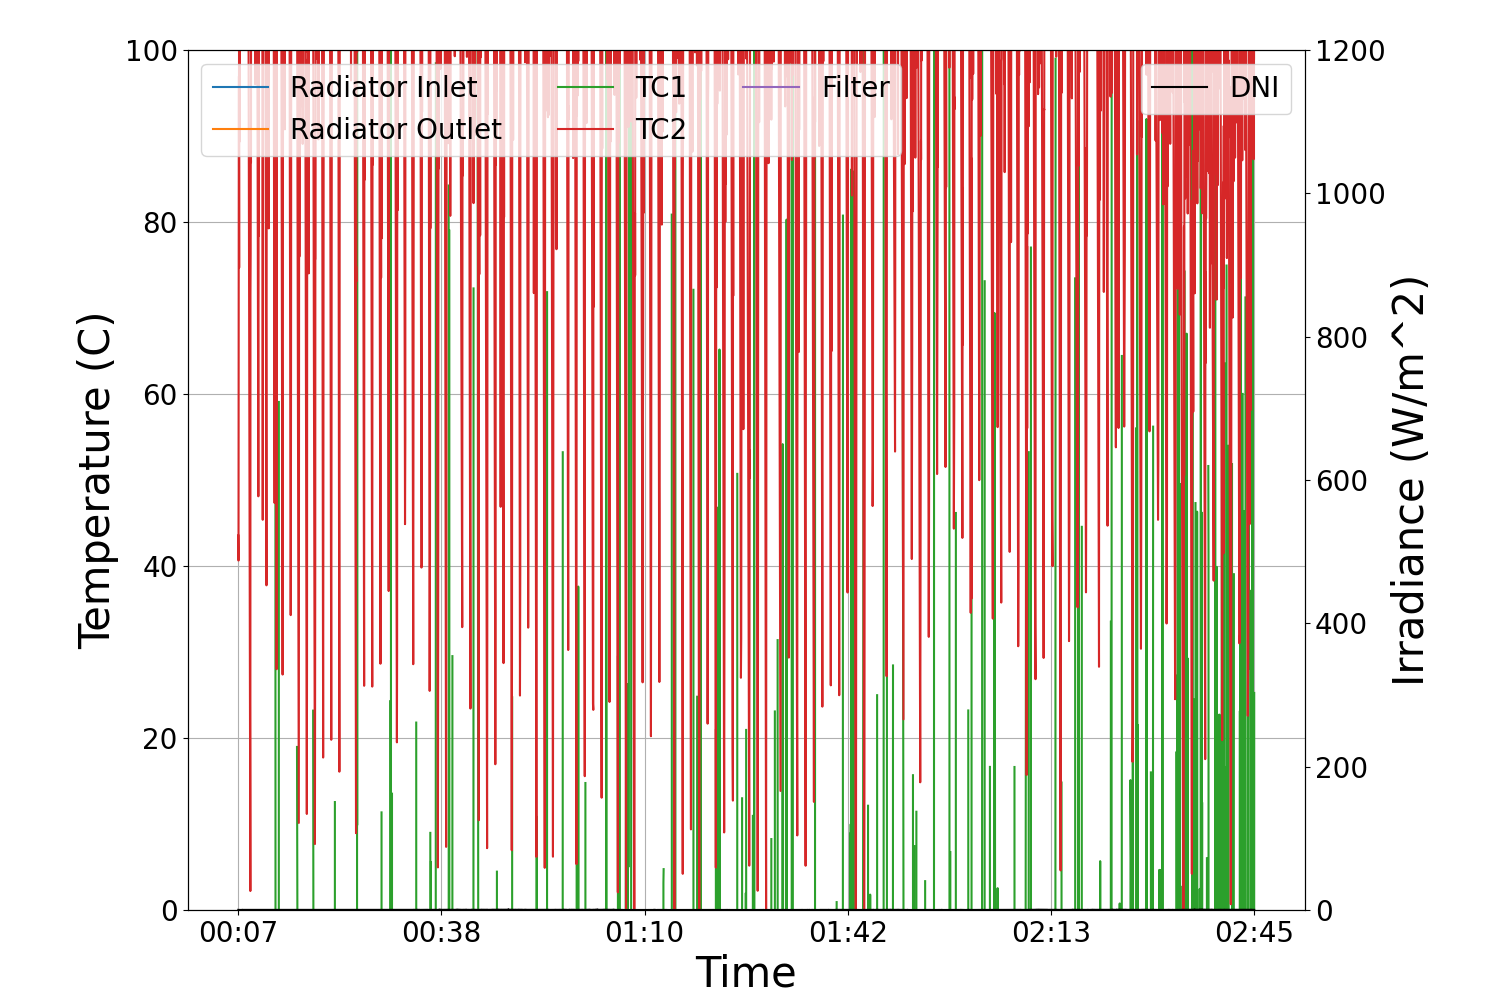 100
80
60
40
20
0
Temperature (C)
Radiator Inlet
Radiator Outlet
TC1
TC2
Filter
DNI
1200
1000
800
600
400
200
0
Irradiance (W/m^2)
00:07
00:38
01:10
01:42
02:13
02:45
Time